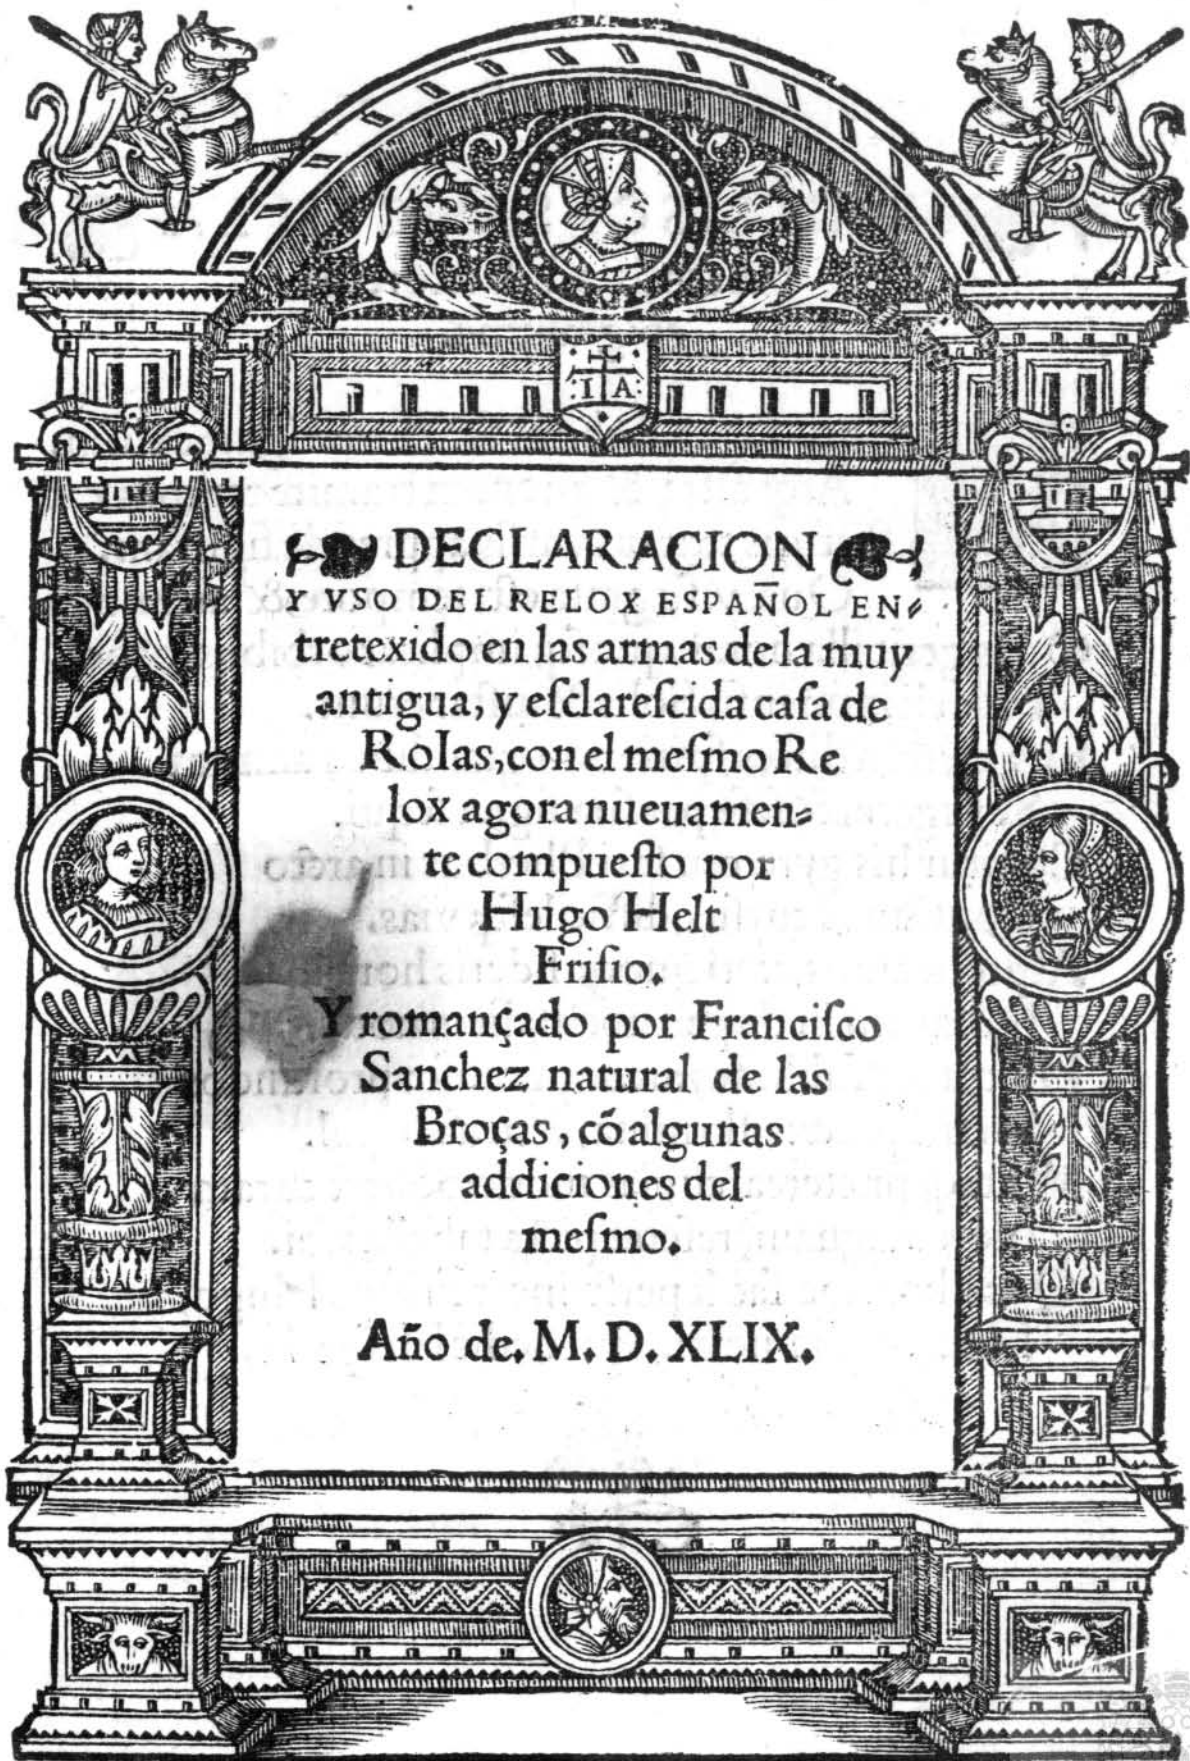 I A
DECLARACION
Y VSO DEL RELOX ESPAÑOL EN⸗
tretexido en las armas de la muy
antigua, y eſclareſcida caſa de
RoIas, con el meſmo Re
lox agora nueuamen⸗
te compueſto por
Hugo Helt
Friſio.
Y romançado por Franciſco
Sanchez natural de las
Broças, cõ algunas
addiciones del
meſmo.
Año de. M. D. XLIX.